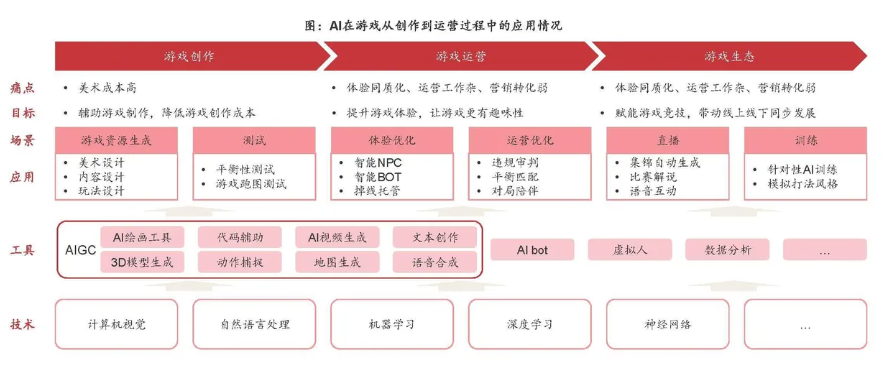 图：AI在游戏从创作到运营过程中的应用情况
游戏创作
游戏运营
游戏生态
痛点
• 美术成本高
• 体验同质化、运营工作杂、营销转化弱
• 体验同质化、运营工作杂、营销转化弱
目标
• 辅助游戏制作，降低游戏创作成本
• 提升游戏体验，让游戏更有趣味性
• 赋能游戏竞技，带动线上线下同步发展
场景
游戏资源生成
测试
体验优化
运营优化
直播
训练
应用
• 美术设计
• 内容设计
• 玩法设计
• 平衡性测试
• 游戏跑图测试
• 智能NPC
• 智能BOT
• 掉线托管
• 违规审判
• 平衡匹配
• 对局陪伴
• 集锦自动生成
• 比赛解说
• 语音互动
• 针对性AI训练
• 模拟打法风格
工具
AIGC
AI绘画工具
代码辅助
AI视频生成
文本创作
3D模型生成
动作捕捉
地图生成
语音合成
AI bot
虚拟人
数据分析
…
技术
计算机视觉
自然语言处理
机器学习
深度学习
神经网络
…